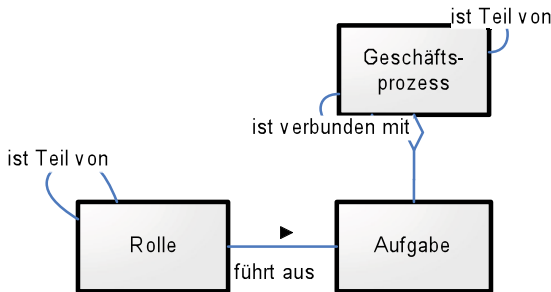 ist Teil von
Geschäfts-
prozess
ist verbunden mit
ist Teil von
Rolle
Aufgabe
führt aus